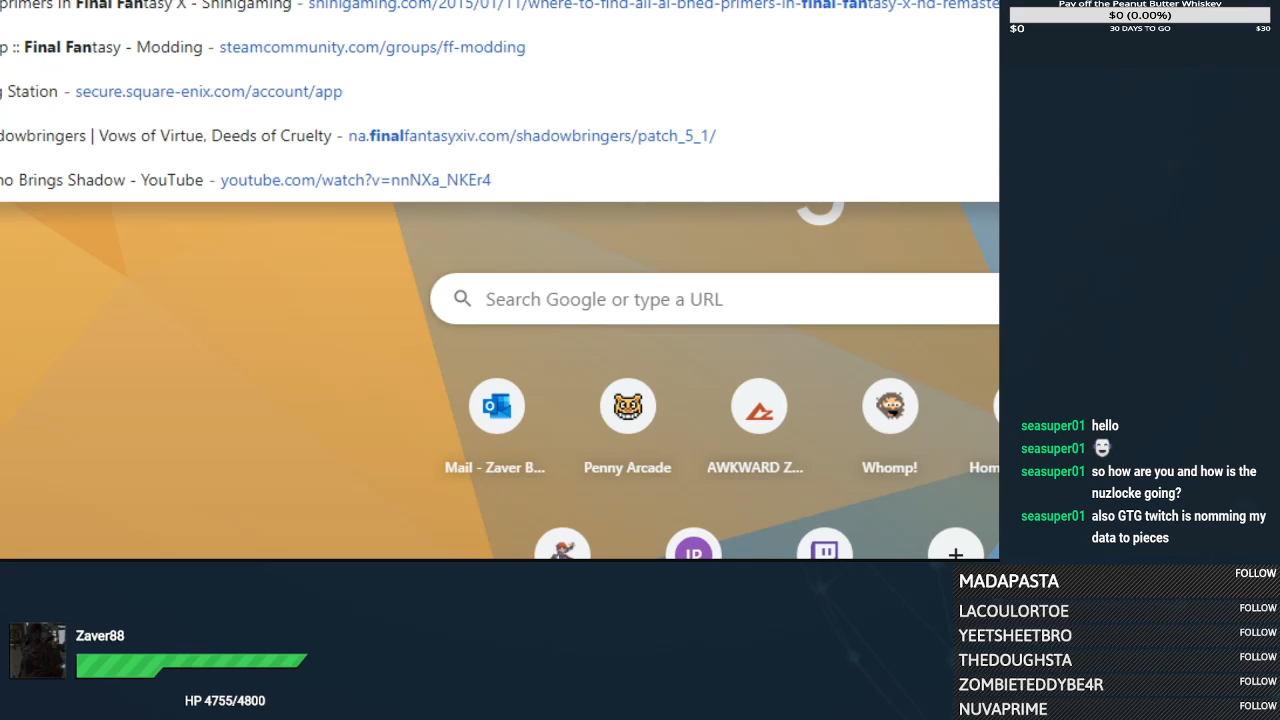 primers in Final Fantasy X - Shinigaming - shinigaming.com/2015/01/11/where-to-find-all-al-bhed-primers-in-final-fantasy-x-hd-remaste
p :: Final Fantasy - Modding - steamcommunity.com/groups/ff-modding
g Station - secure.square-enix.com/account/app
dowbringers | Vows of Virtue, Deeds of Cruelty - na.finalfantasyxiv.com/shadowbringers/patch_5_1/
ho Brings Shadow - YouTube - youtube.com/watch?v=nnNXa_NKEr4
Search Google or type a URL
Mail - Zaver B...
Penny Arcade
AWKWARD Z...
Whomp!
Hom
IP
Pay off the Peanut Butter Whiskey
$0 (0.00%)
$0 30 DAYS TO GO $30
seasuper01 hello
seasuper01
seasuper01 so how are you and how is the
nuzlocke going?
seasuper01 also GTG twitch is nomming my
data to pieces
Zaver88
HP 4755/4800
MADAPASTA FOLLOW
LACOULORTOE FOLLOW
YEETSHEETBRO FOLLOW
THEDOUGHSTA FOLLOW
ZOMBIETEDDYBE4R FOLLOW
NUVAPRIME FOLLOW